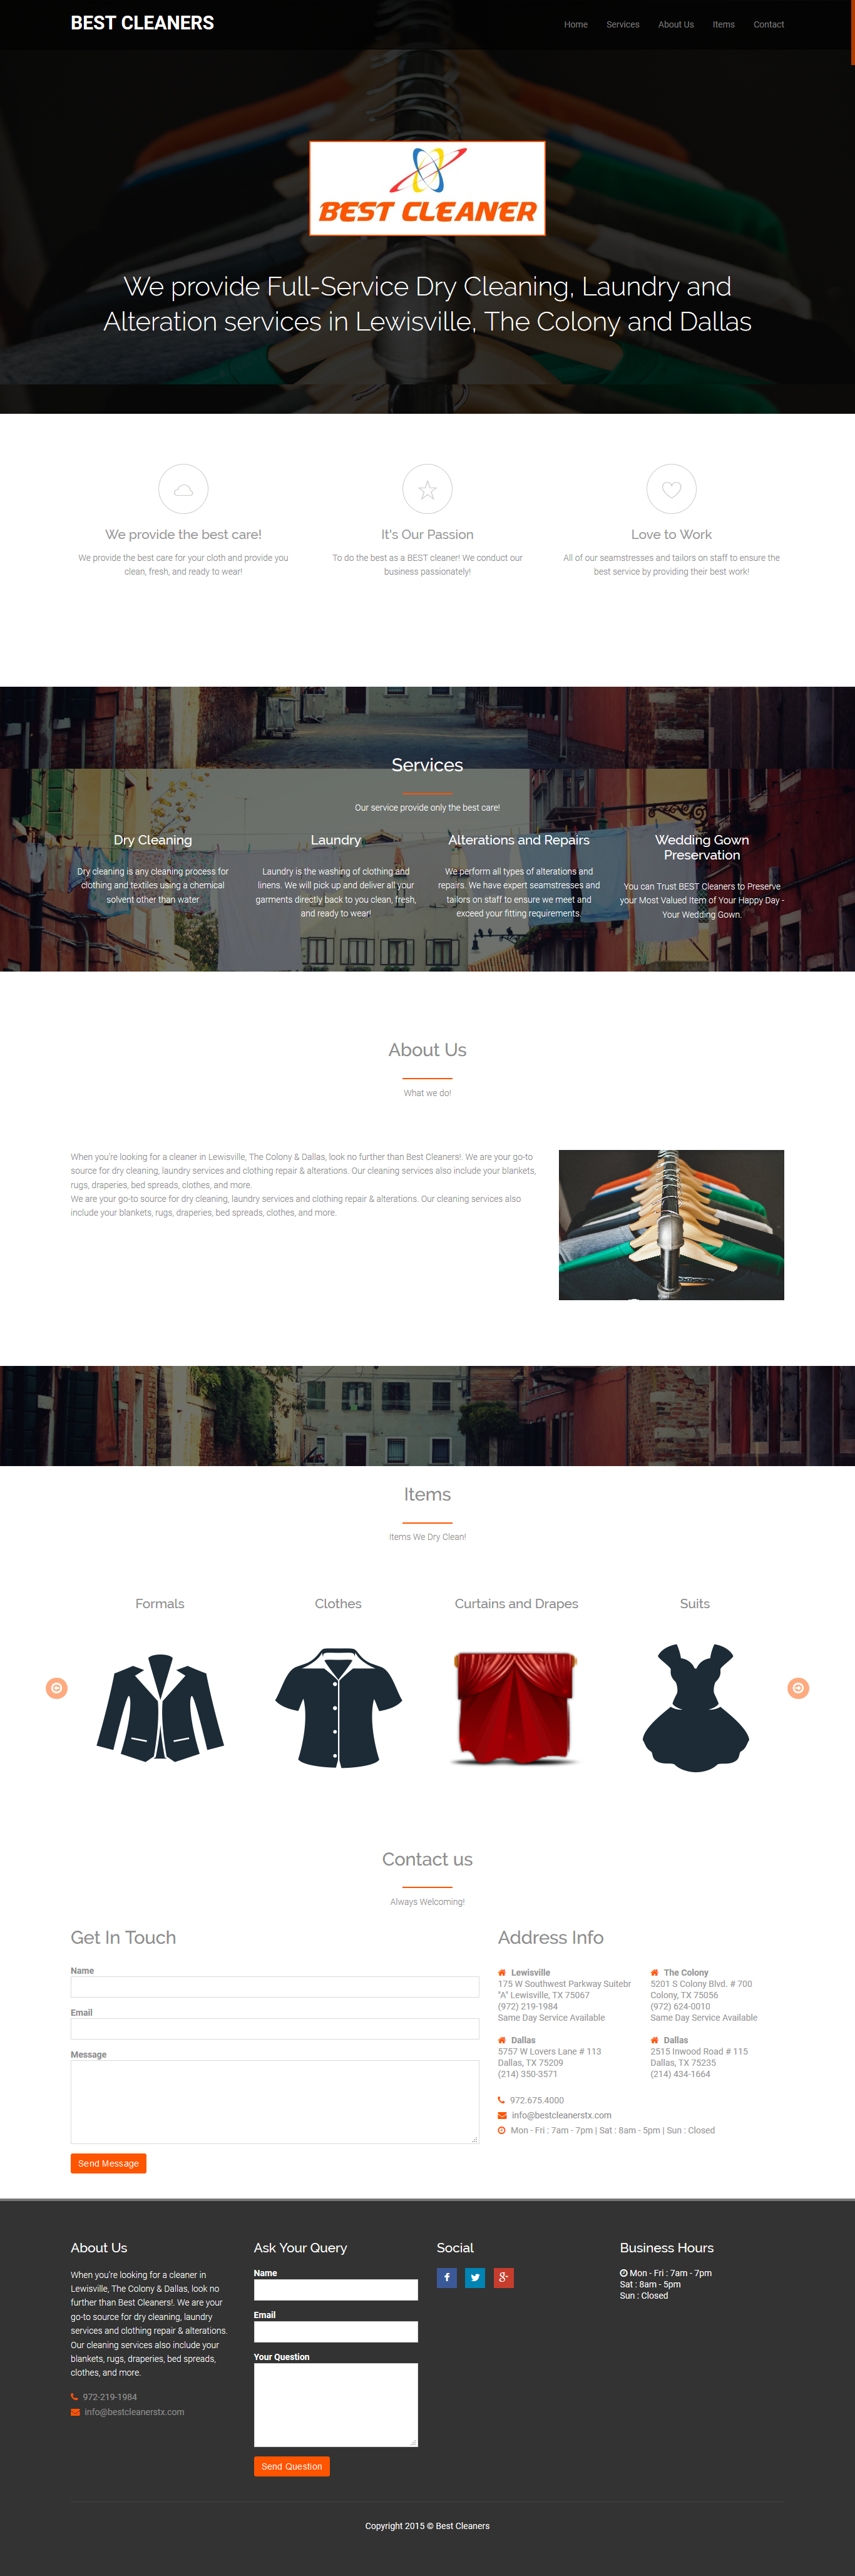 BEST CLEANERS
Home Services About Us Items Contact
BEST CLEANER
We provide Full-Service Dry Cleaning, Laundry and
Alteration services in Lewisville, The Colony and Dallas
We provide the best care!
We provide the best care for your cloth and provide you
clean, fresh, and ready to wear!
It's Our Passion
To do the best as a BEST cleaner! We conduct our
business passionately!
Love to Work
All of our seamstresses and tailors on staff to ensure the
best service by providing their best work!
Services
Our service provide only the best care!
Dry Cleaning
Dry cleaning is any cleaning process for
clothing and textiles using a chemical
solvent other than water
Laundry
Laundry is the washing of clothing and
linens. We will pick up and deliver all your
garments directly back to you clean, fresh,
and ready to wear!
Alterations and Repairs
We perform all types of alterations and
repairs. We have expert seamstresses and
tailors on staff to ensure we meet and
exceed your fitting requirements.
Wedding Gown
Preservation
You can Trust BEST Cleaners to Preserve
your Most Valued Item of Your Happy Day -
Your Wedding Gown.
About Us
What we do!
When you're looking for a cleaner in Lewisville, The Colony & Dallas, look no further than Best Cleaners!. We are your go-to
source for dry cleaning, laundry services and clothing repair & alterations. Our cleaning services also include your blankets,
rugs, draperies, bed spreads, clothes, and more.
We are your go-to source for dry cleaning, laundry services and clothing repair & alterations. Our cleaning services also
include your blankets, rugs, draperies, bed spreads, clothes, and more.
Items
Items We Dry Clean!
Formals
Clothes
Curtains and Drapes
Suits
Contact us
Always Welcoming!
Get In Touch
Name
Email
Message
Send Message
Address Info
Lewisville
175 W Southwest Parkway Suitebr
"A" Lewisville, TX 75067
(972) 219-1984
Same Day Service Available
The Colony
5201 S Colony Blvd. # 700
Colony, TX 75056
(972) 624-0010
Same Day Service Available
Dallas
5757 W Lovers Lane # 113
Dallas, TX 75209
(214) 350-3571
Dallas
2515 Inwood Road # 115
Dallas, TX 75235
(214) 434-1664
972.675.4000
info@bestcleanerstx.com
Mon - Fri : 7am - 7pm | Sat : 8am - 5pm | Sun : Closed
About Us
When you're looking for a cleaner in
Lewisville, The Colony & Dallas, look no
further than Best Cleaners!. We are your
go-to source for dry cleaning, laundry
services and clothing repair & alterations.
Our cleaning services also include your
blankets, rugs, draperies, bed spreads,
clothes, and more.
972-219-1984
info@bestcleanerstx.com
Ask Your Query
Name
Email
Your Question
Send Question
Social
Business Hours
Mon - Fri : 7am - 7pm
Sat : 8am - 5pm
Sun : Closed
Copyright 2015 © Best Cleaners